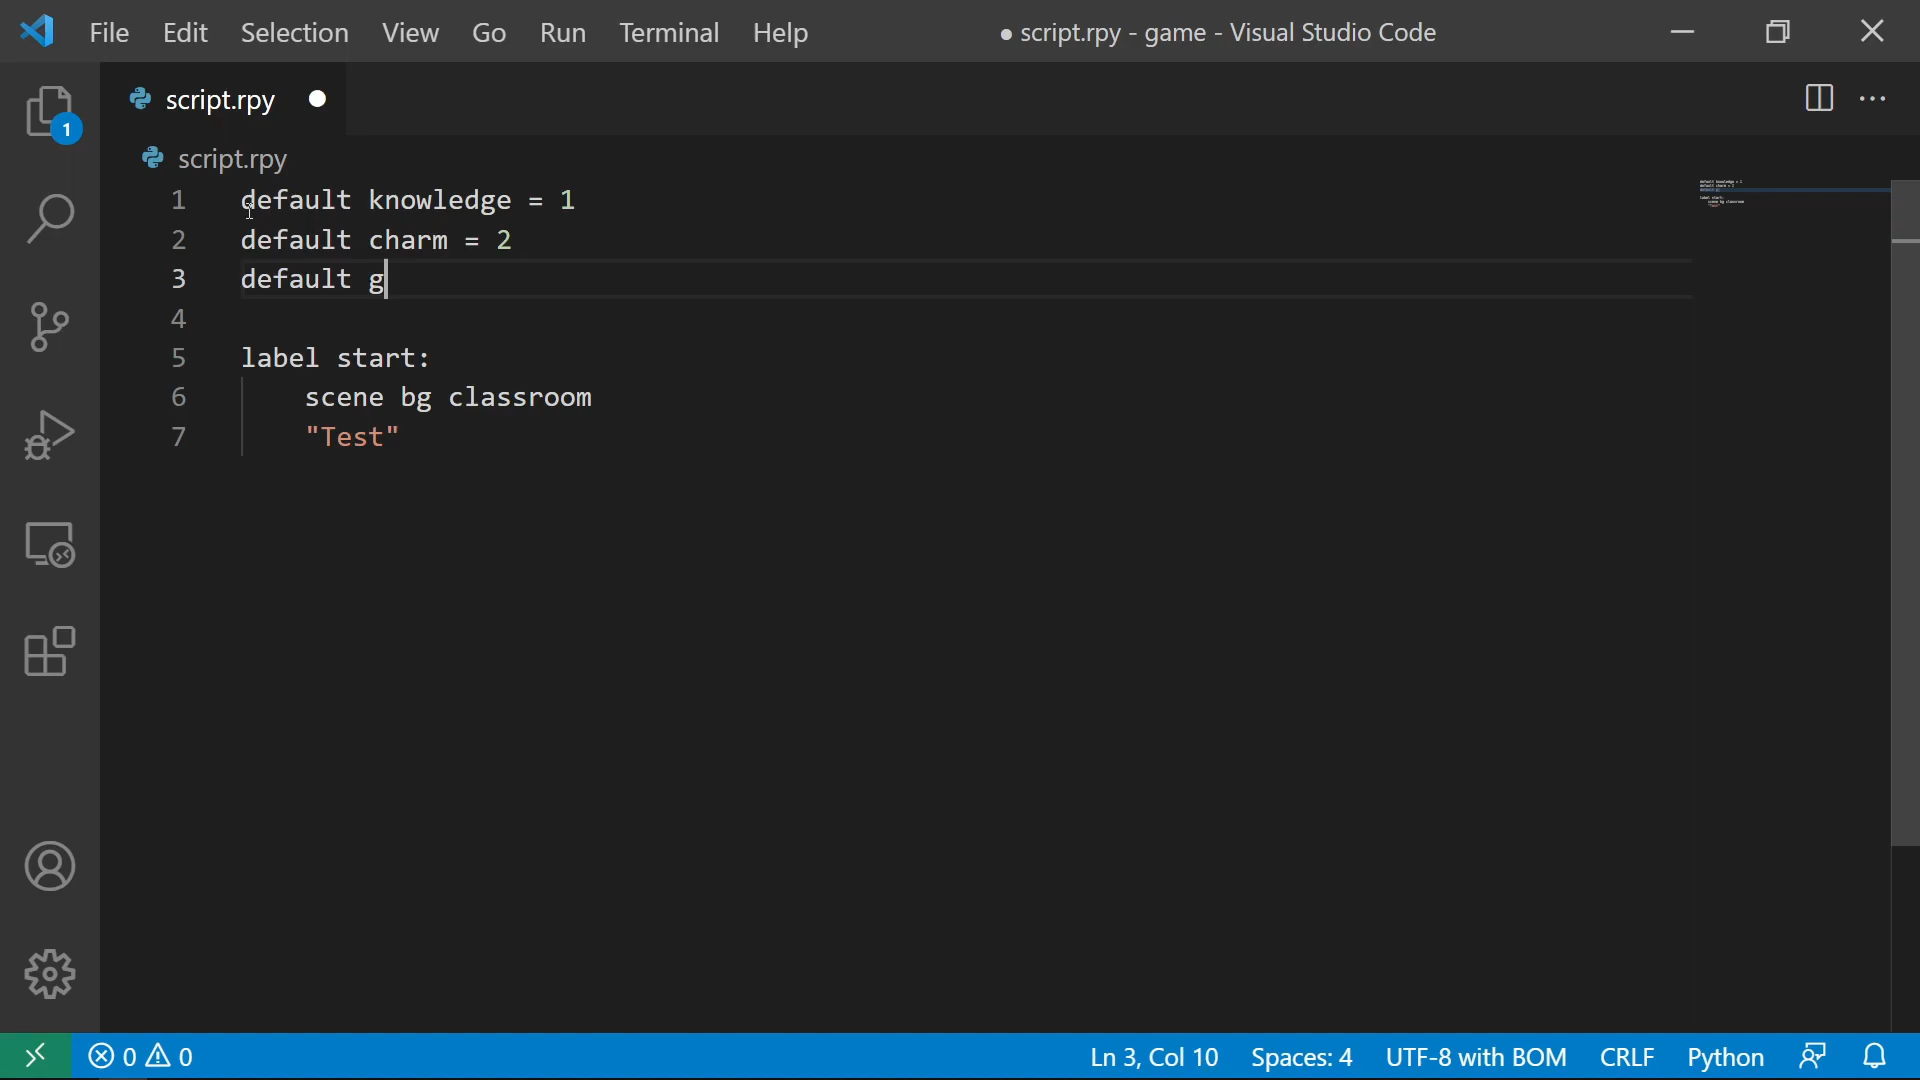 File Edit Selection View Go Run Terminal Help ● script.rpy - game - Visual Studio Code
script.rpy
1
script.rpy
1 default knowledge = 1
2 default charm = 2
3 default g
4
5 label start:
6 scene bg classroom
7 "Test"
0 0 Ln 3, Col 10 Spaces: 4 UTF-8 with BOM CRLF Python